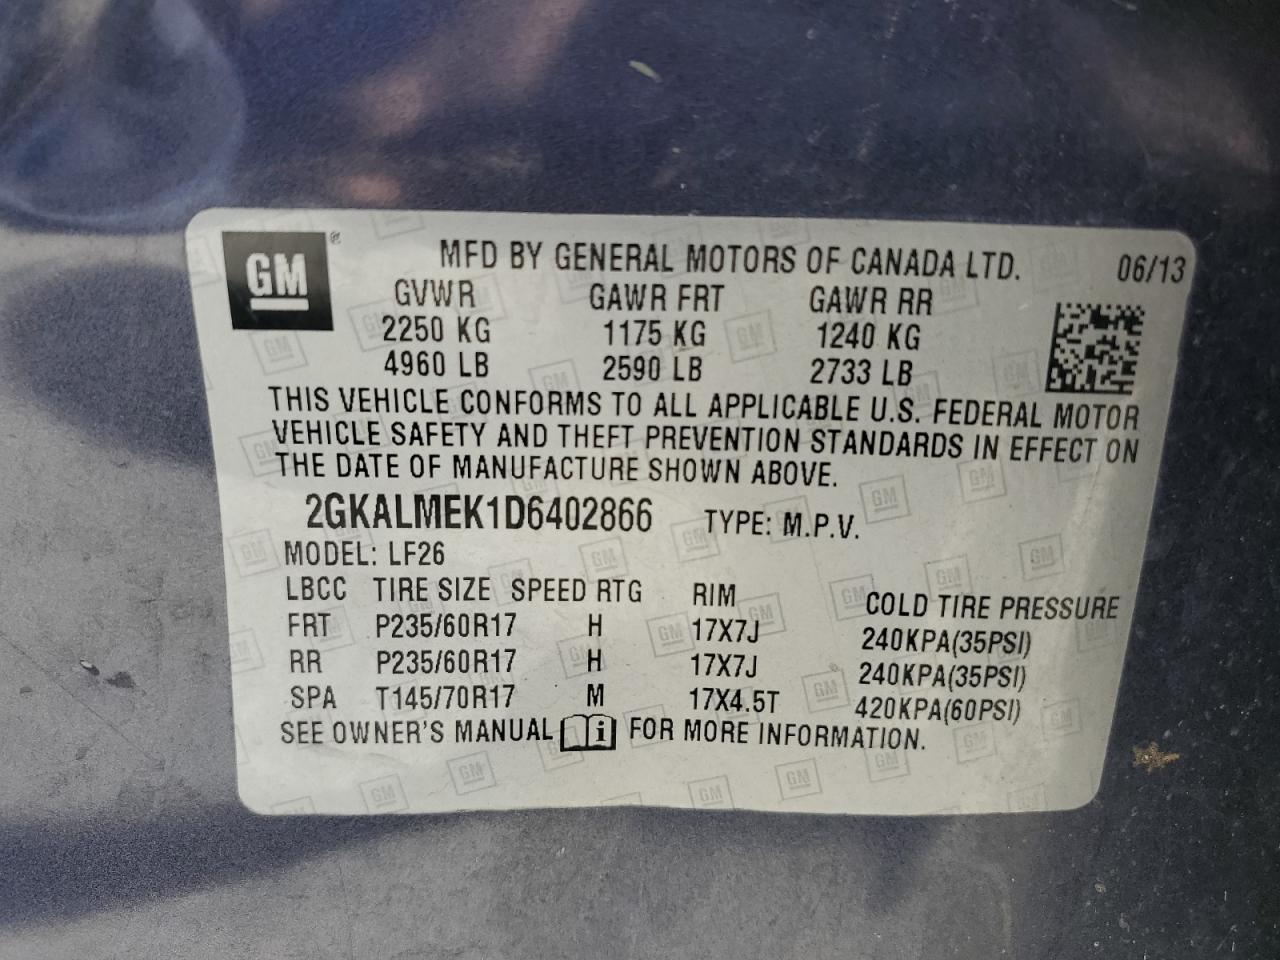 GM ®
MFD BY GENERAL MOTORS OF CANADA LTD. 06/13
GVWR GAWR FRT GAWR RR
2250 KG 1175 KG 1240 KG
4960 LB 2590 LB 2733 LB
THIS VEHICLE CONFORMS TO ALL APPLICABLE U.S. FEDERAL MOTOR
VEHICLE SAFETY AND THEFT PREVENTION STANDARDS IN EFFECT ON
THE DATE OF MANUFACTURE SHOWN ABOVE.
2GKALMEK1D6402866 TYPE: M.P.V.
MODEL: LF26
LBCC TIRE SIZE SPEED RTG RIM COLD TIRE PRESSURE
FRT P235/60R17 H 17X7J 240KPA(35PSI)
RR P235/60R17 H 17X7J 240KPA(35PSI)
SPA T145/70R17 M 17X4.5T 420KPA(60PSI)
SEE OWNER'S MANUAL i FOR MORE INFORMATION.